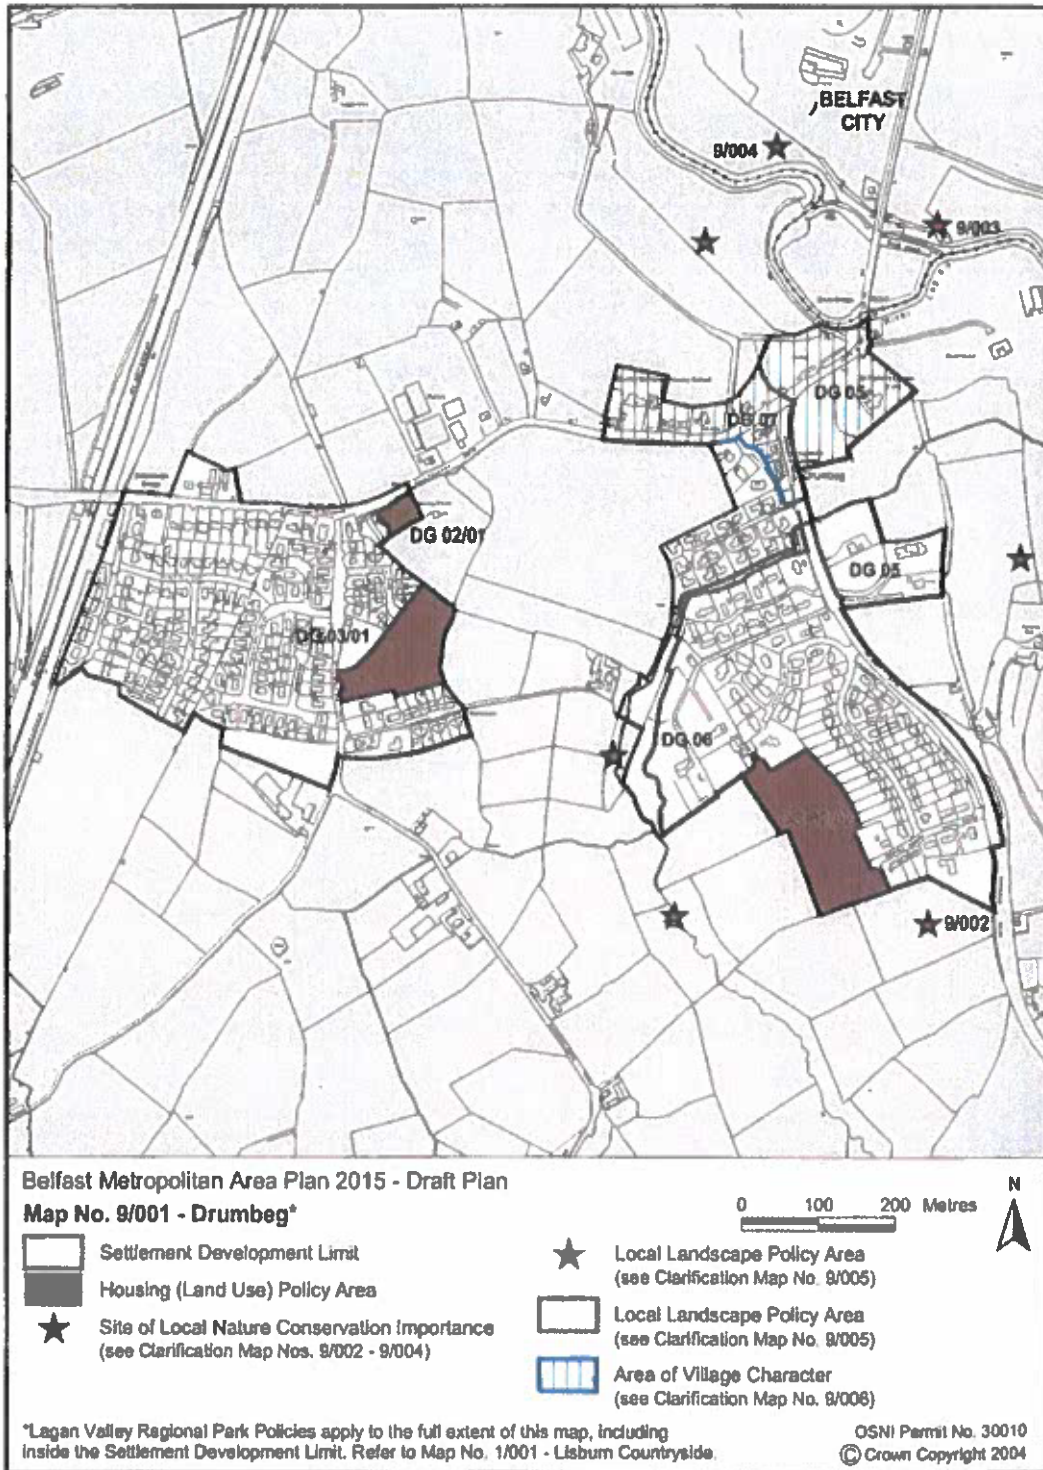 BELFAST
CITY
9/004
9/003
DG 05
DG 07
DG 02/01
DG 05
DG 03/01
DG 06
9/002
Belfast Metropolitan Area Plan 2015 - Draft Plan
Map No. 9/001 - Drumbeg*
0 100 200 Metres
N
Settlement Development Limit
Housing (Land Use) Policy Area
Site of Local Nature Conservation Importance
(see Clarification Map Nos. 9/002 - 9/004)
Local Landscape Policy Area
(see Clarification Map No. 9/005)
Local Landscape Policy Area
(see Clarification Map No. 9/005)
Area of Village Character
(see Clarification Map No. 9/006)
*Lagan Valley Regional Park Policies apply to the full extent of this map, including
inside the Settlement Development Limit. Refer to Map No. 1/001 - Lisburn Countryside.
OSNI Permit No. 30010
© Crown Copyright 2004